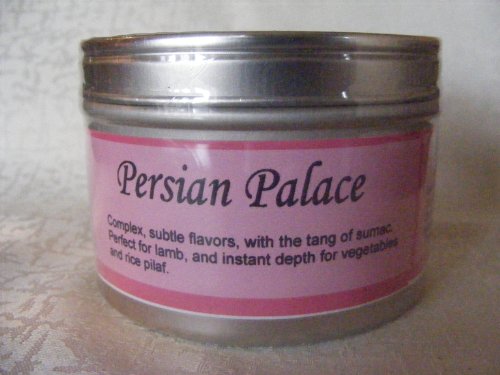 Persian Palace
Complex, subtle flavors, with the tang of sumac.
Perfect for lamb, and instant depth for vegetables
and rice pilaf.